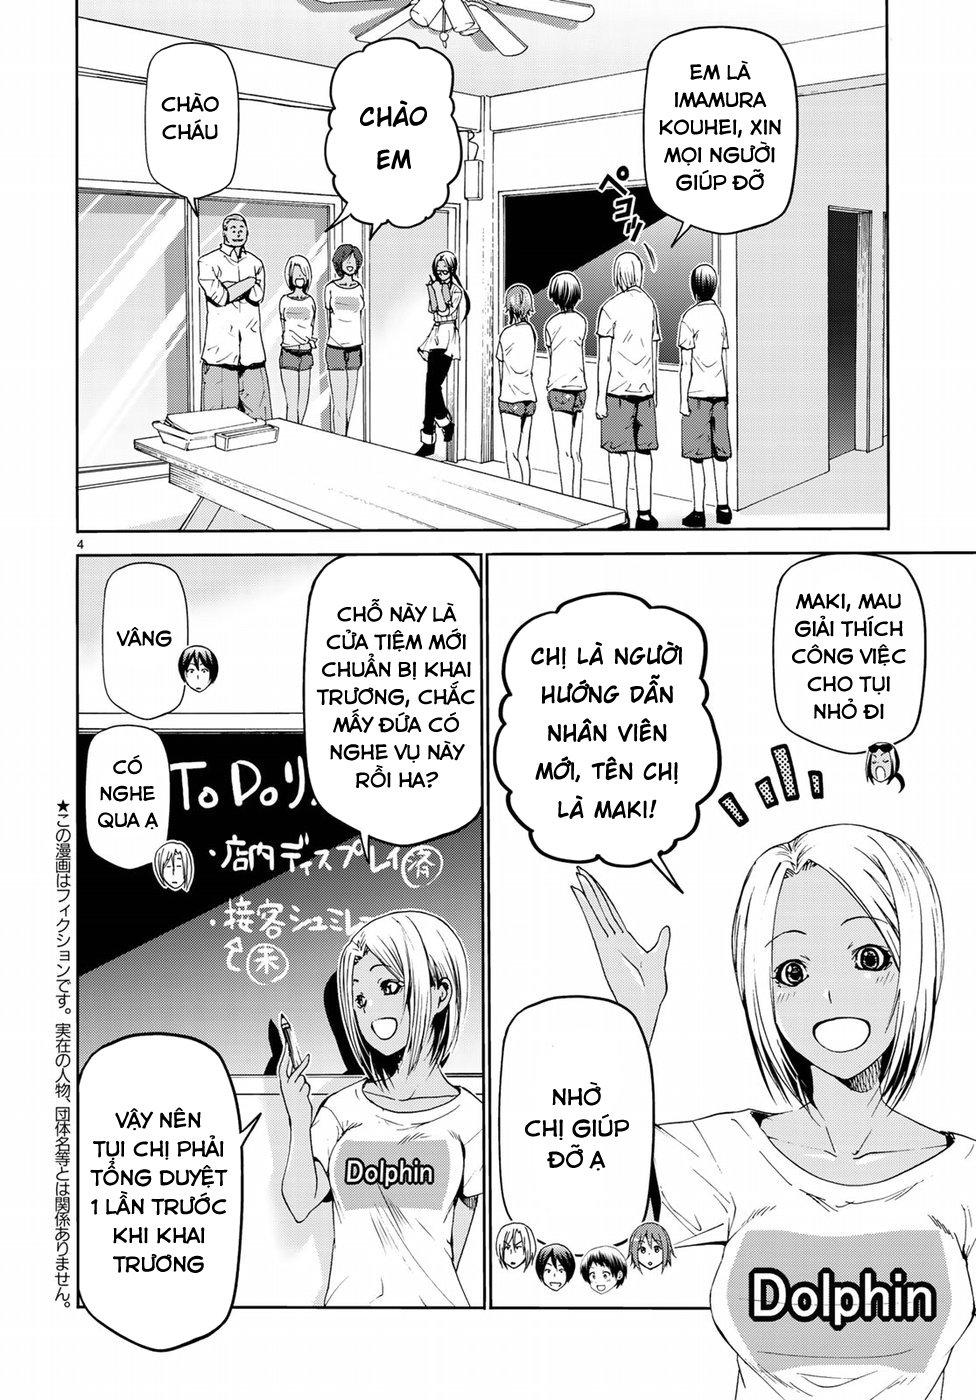 EM LÀ
IMAMURA
KOUHEI, XIN
MỌI NGƯỜI
GIÚP ĐỠ
ペコッ
CHÀO
EM
CHÀO
CHÁU
4
MAKI, MAU
GIẢI THÍCH
CÔNG VIỆC
CHO TỤI
NHỎ ĐI
CHỊ LÀ NGƯỜI
HƯỚNG DẪN
NHÂN VIÊN
MỚI, TÊN CHỊ
LÀ MAKI!
NHỜ
CHỊ GIÚP
ĐỠ Ạ
Dolphin
CHỖ NÀY LÀ
CỬA TIỆM MỚI
CHUẨN BỊ KHAI
TRƯƠNG, CHẮC
MẤY ĐỨA CÓ
NGHE VỤ NÀY
RỒI HA?
VÂNG
CÓ
NGHE
QUA Ạ
To Doリ
・店内ディスプレイ済
・接客シュミレー
未
Dolphin
VẬY NÊN
TỤI CHỊ PHẢI
TỔNG DUYỆT
1 LẦN TRƯỚC
KHI KHAI
TRƯƠNG
★この漫画はフィクションです。実在の人物、団体名等とは関係ありません。